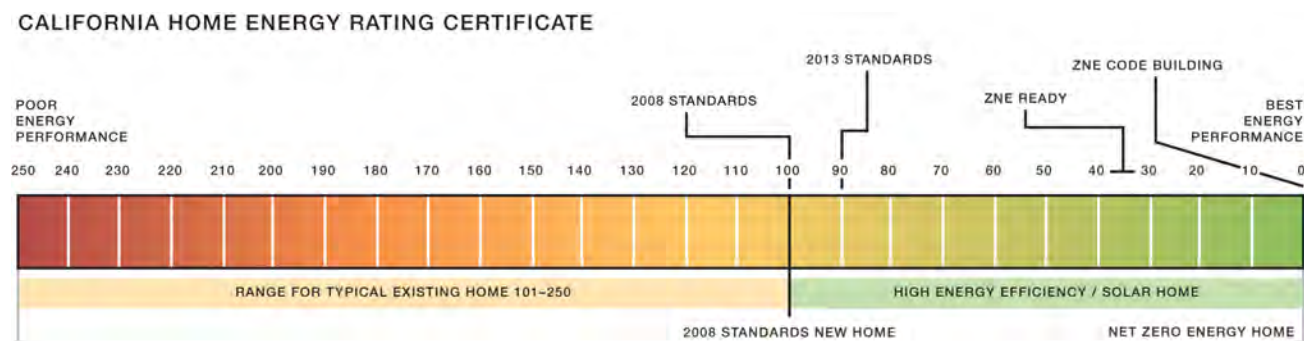 CALIFORNIA HOME ENERGY RATING CERTIFICATE
2013 STANDARDS
ZNE CODE BUILDING
2008 STANDARDS
ZNE READY
POOR
ENERGY
PERFORMANCE
BEST
ENERGY
PERFORMANCE
250 240 230 220 210 200 190 180 170 160 150 140 130 120 110 100 90 80 70 60 50 40 30 20 10 0
RANGE FOR TYPICAL EXISTING HOME 101–250
HIGH ENERGY EFFICIENCY / SOLAR HOME
2008 STANDARDS NEW HOME
NET ZERO ENERGY HOME